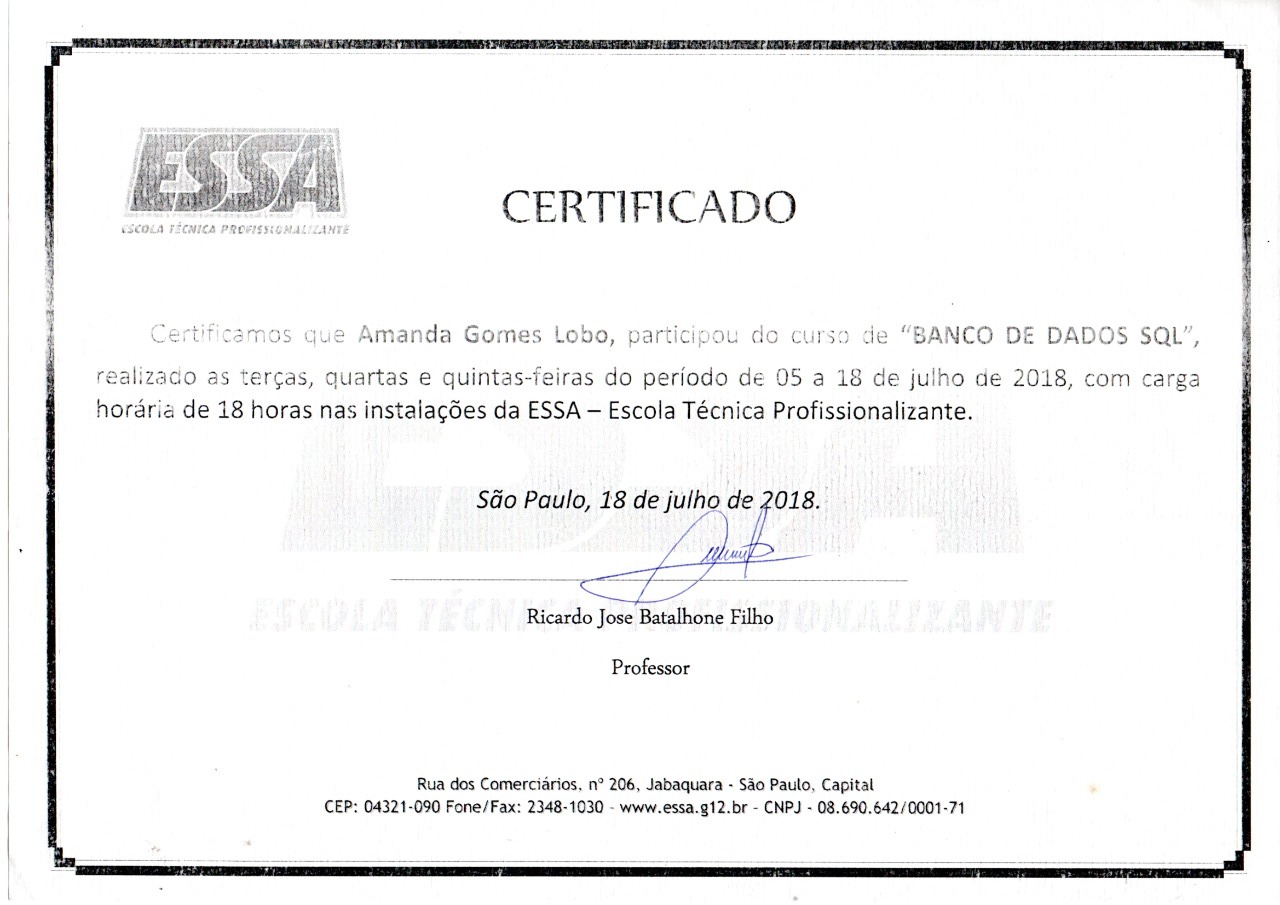 ESSA
ESCOLA TÉCNICA PROFISSIONALIZANTE
CERTIFICADO
Certificamos que Amanda Gomes Lobo, participou do curso de “BANCO DE DADOS SQL”,
realizado as terças, quartas e quintas-feiras do período de 05 a 18 de julho de 2018, com carga
horária de 18 horas nas instalações da ESSA – Escola Técnica Profissionalizante.
São Paulo, 18 de julho de 2018.
ESCOLA TÉCNICA PROFISSIONALIZANTE
Ricardo Jose Batalhone Filho
Professor
Rua dos Comerciários, nº 206, Jabaquara - São Paulo, Capital
CEP: 04321-090 Fone/Fax: 2348-1030 - www.essa.g12.br - CNPJ - 08.690.642/0001-71